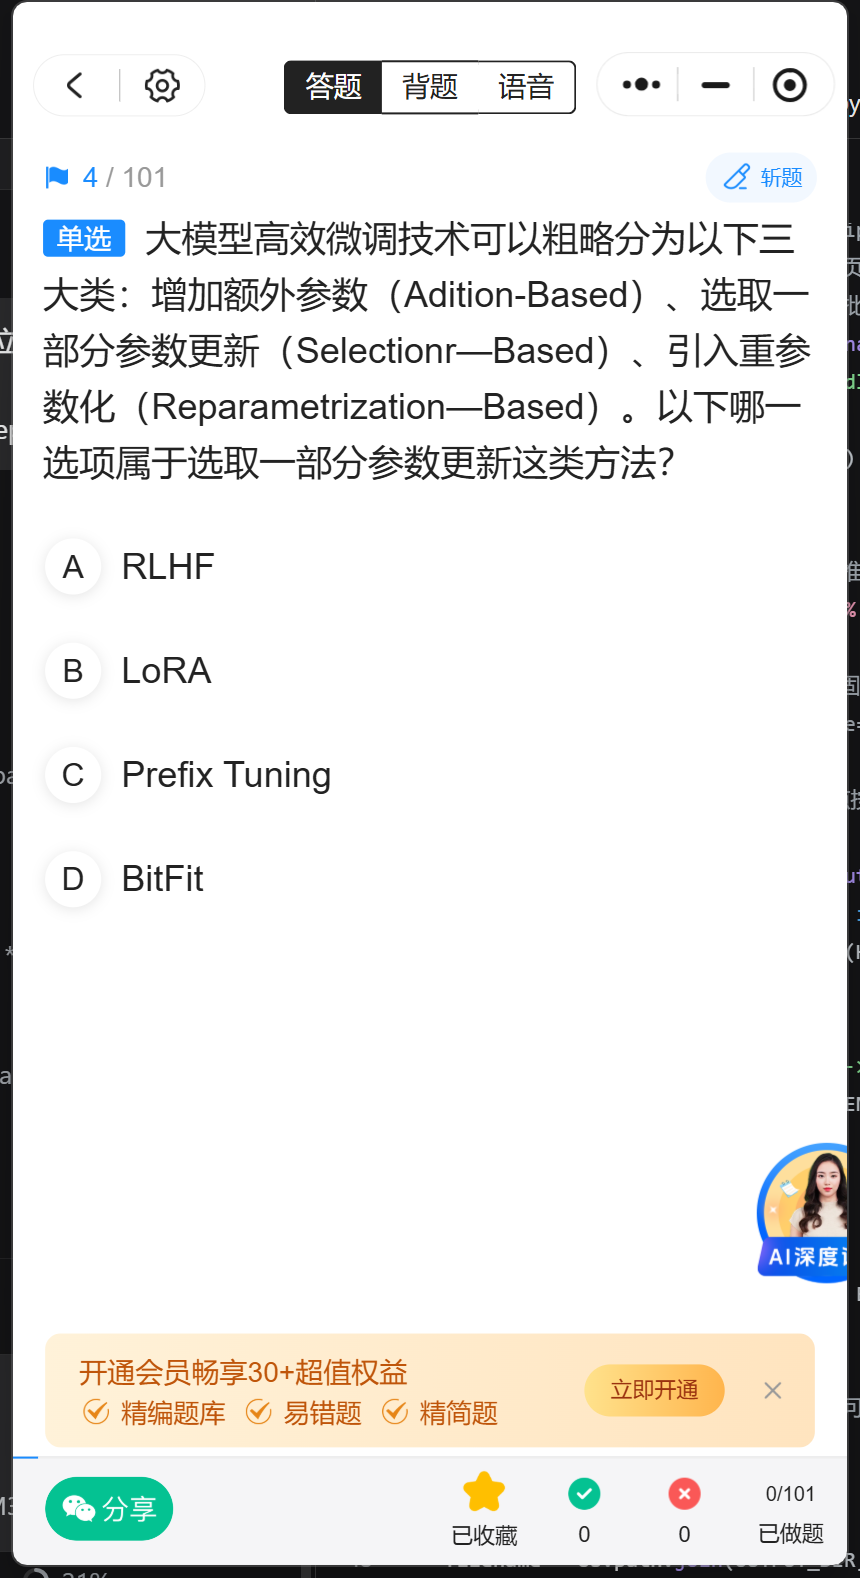 答题 背题 语音
4 / 101
斩题
单选 大模型高效微调技术可以粗略分为以下三
大类：增加额外参数（Adition-Based）、选取一
部分参数更新（Selectionr—Based）、引入重参
数化（Reparametrization—Based）。以下哪一
选项属于选取一部分参数更新这类方法？
A RLHF
B LoRA
C Prefix Tuning
D BitFit
AI深度
开通会员畅享30+超值权益
精编题库 易错题 精简题
立即开通
分享
已收藏
0
0
0/101
已做题